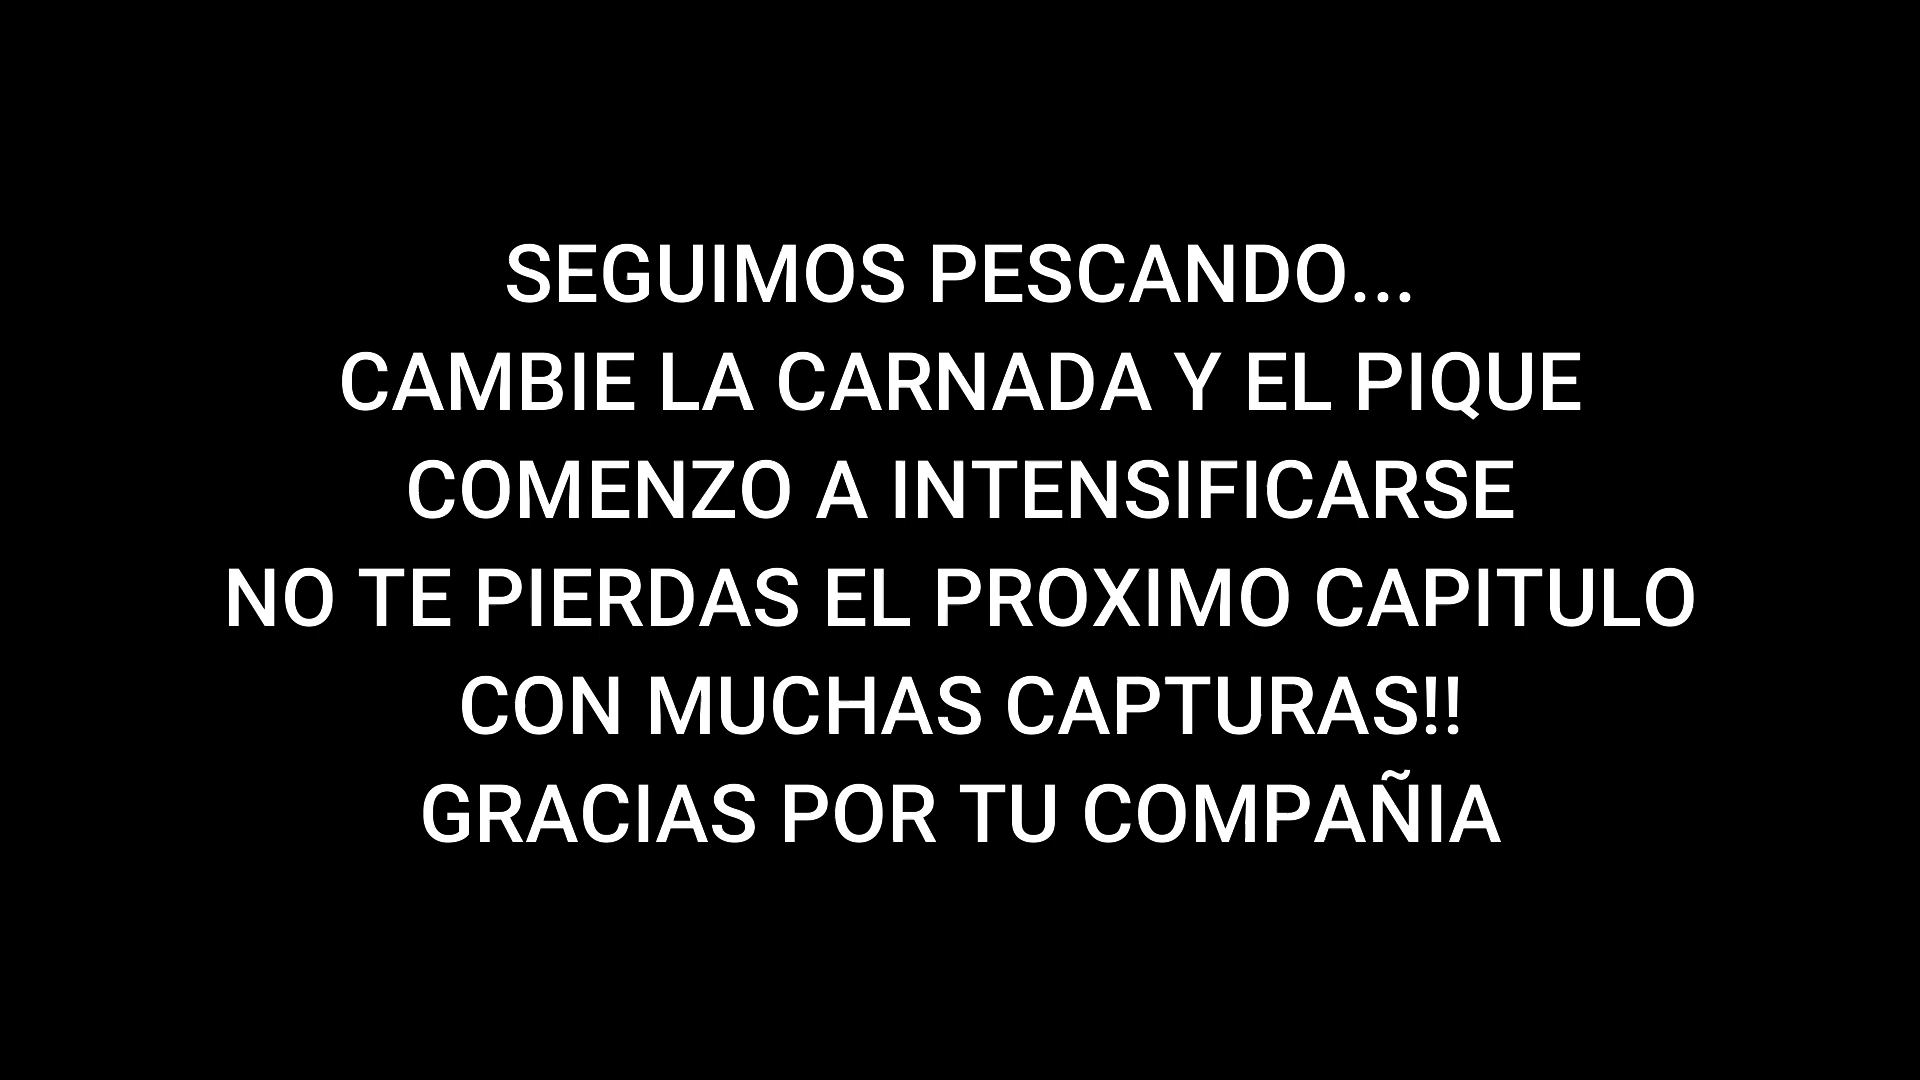 SEGUIMOS PESCANDO...
CAMBIE LA CARNADA Y EL PIQUE
COMENZO A INTENSIFICARSE
NO TE PIERDAS EL PROXIMO CAPITULO
CON MUCHAS CAPTURAS!!
GRACIAS POR TU COMPAÑIA